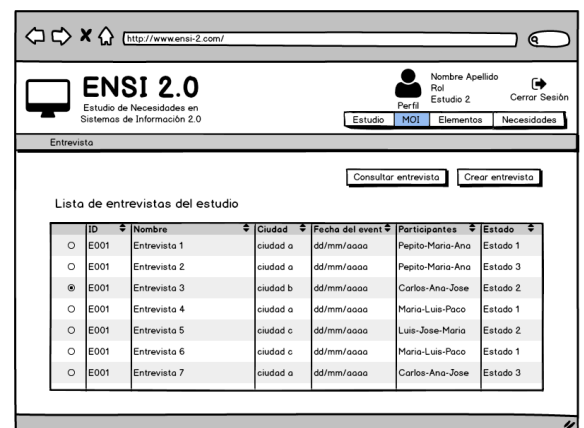 http://www.ensi-2.com/
ENSI 2.0
Estudio de Necesidades en
Sistemas de Información 2.0
Perfil
Nombre Apellido
Rol
Estudio 2
Cerrar Sesión
Estudio MOI Elementos Necesidades
Entrevista
Consultar entrevista Crear entrevista
Lista de entrevistas del estudio
ID Nombre Ciudad Fecha del event Participantes Estado
E001 Entrevista 1 ciudad a dd/mm/aaaa Pepito-Maria-Ana Estado 1
E001 Entrevista 2 ciudad a dd/mm/aaaa Pepito-Maria-Ana Estado 3
E001 Entrevista 3 ciudad b dd/mm/aaaa Carlos-Ana-Jose Estado 2
E001 Entrevista 4 ciudad a dd/mm/aaaa Maria-Luis-Paco Estado 1
E001 Entrevista 5 ciudad c dd/mm/aaaa Luis-Jose-Maria Estado 2
E001 Entrevista 6 ciudad c dd/mm/aaaa Maria-Luis-Paco Estado 1
E001 Entrevista 7 ciudad a dd/mm/aaaa Carlos-Ana-Jose Estado 3